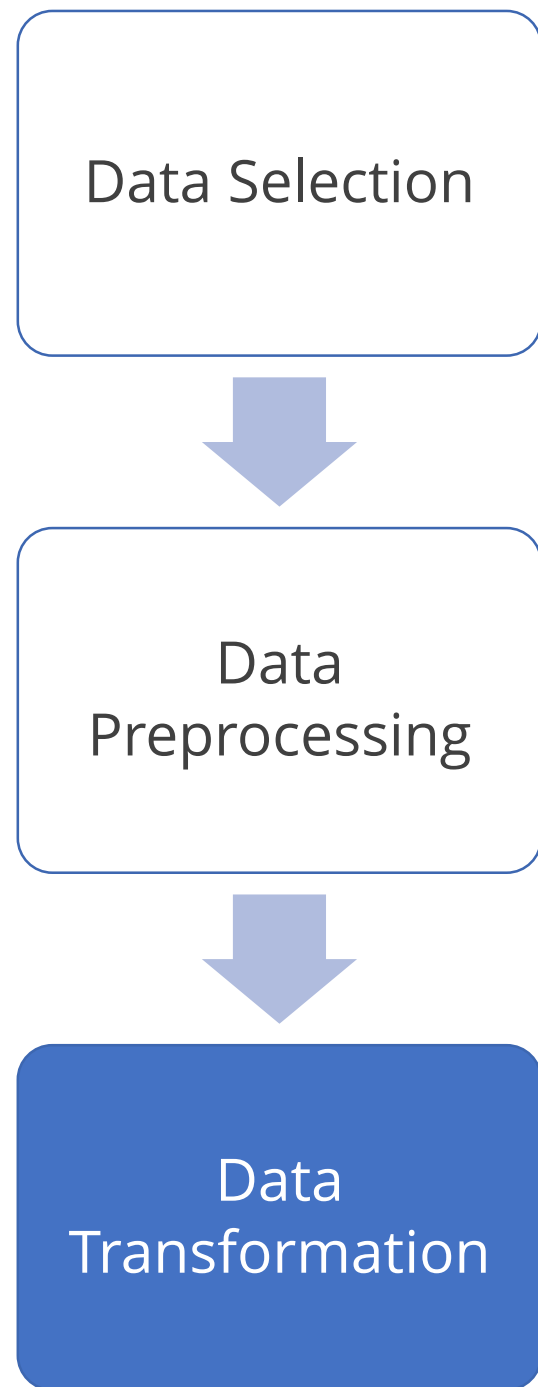 Data Selection
Data
Preprocessing
Data
Transformation